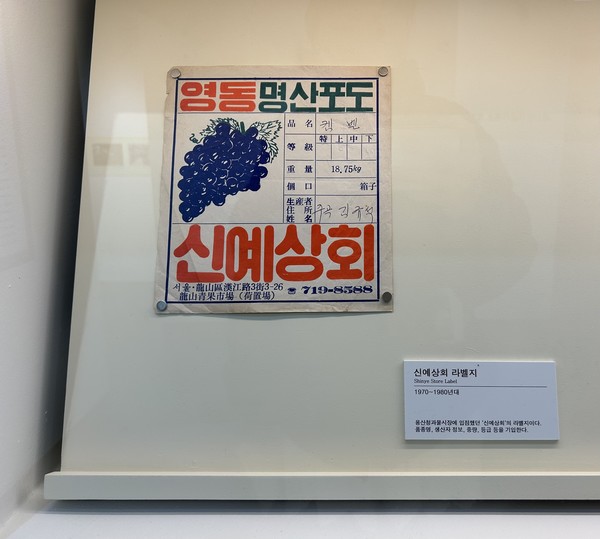 영동명산포도
品名 켐벨
等級 特 上 中 下
重量 18.75kg
個口 箱子
生産者
住所
姓名
신예상회
서울·龍山區漢江路3街3-26
龍山青果市場(荷置場) ☎ 719-8588
신예상회 라벨지
Shinye Store Label
1970~1980년대
용산청과물시장에 입점했던 '신예상회'의 라벨지이다.
품종명, 생산자 정보, 중량, 등급 등을 기입한다.